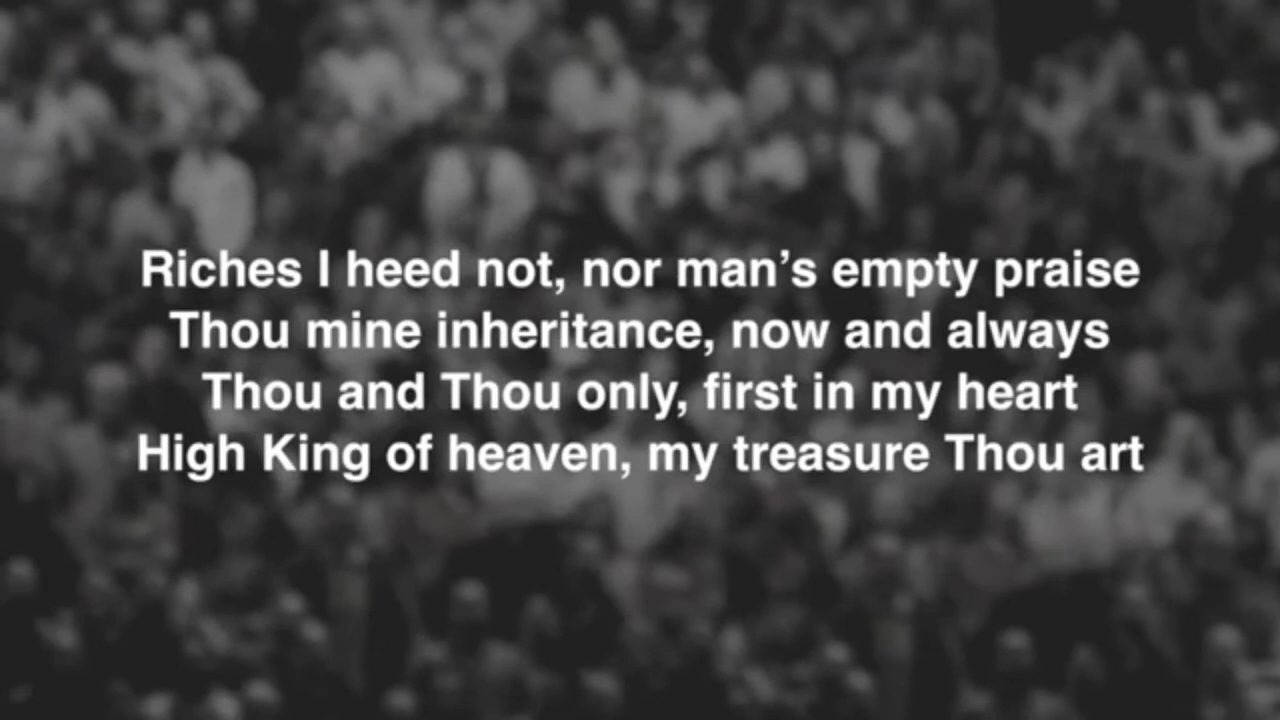 Riches I heed not, nor man’s empty praise
Thou mine inheritance, now and always
Thou and Thou only, first in my heart
High King of heaven, my treasure Thou art